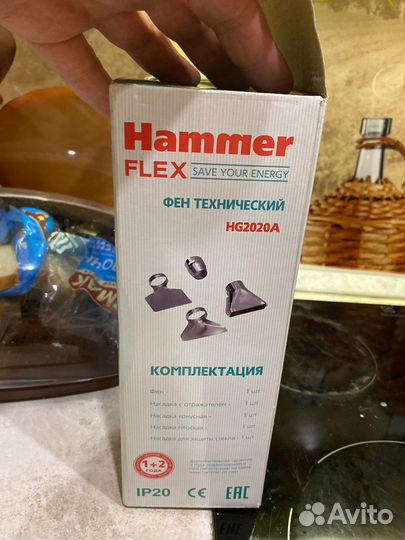 Hammer
FLEX SAVE YOUR ENERGY
ФЕН ТЕХНИЧЕСКИЙ
HG2020A
КОМПЛЕКТАЦИЯ
Фен - 1 шт
Насадка с отражателем - 1 шт
Насадка конусная - 1 шт
Насадка плоская - 1 шт
Насадка для защиты стекла - 1 шт
1+2
ГОДА
IP20 CE EAC
МАК
Avito